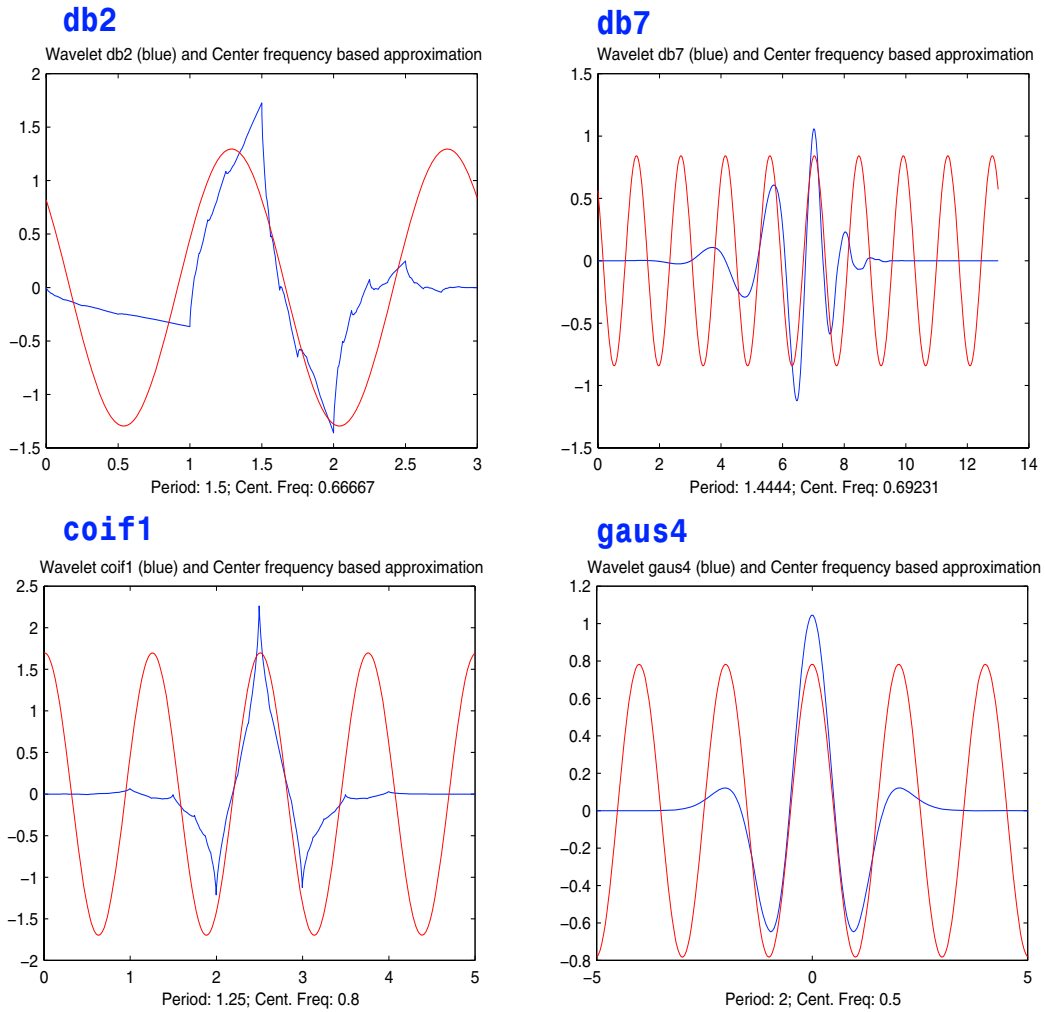 db2
Wavelet db2 (blue) and Center frequency based approximation
2
1.5
1
0.5
0
−0.5
−1
−1.5
0 0.5 1 1.5 2 2.5 3
Period: 1.5; Cent. Freq: 0.66667
db7
Wavelet db7 (blue) and Center frequency based approximation
1.5
1
0.5
0
−0.5
−1
−1.5
0 2 4 6 8 10 12 14
Period: 1.4444; Cent. Freq: 0.69231
coif1
Wavelet coif1 (blue) and Center frequency based approximation
2.5
2
1.5
1
0.5
0
−0.5
−1
−1.5
−2
0 1 2 3 4 5
Period: 1.25; Cent. Freq: 0.8
gaus4
Wavelet gaus4 (blue) and Center frequency based approximation
1.2
1
0.8
0.6
0.4
0.2
0
−0.2
−0.4
−0.6
−0.8
−5 0 5
Period: 2; Cent. Freq: 0.5